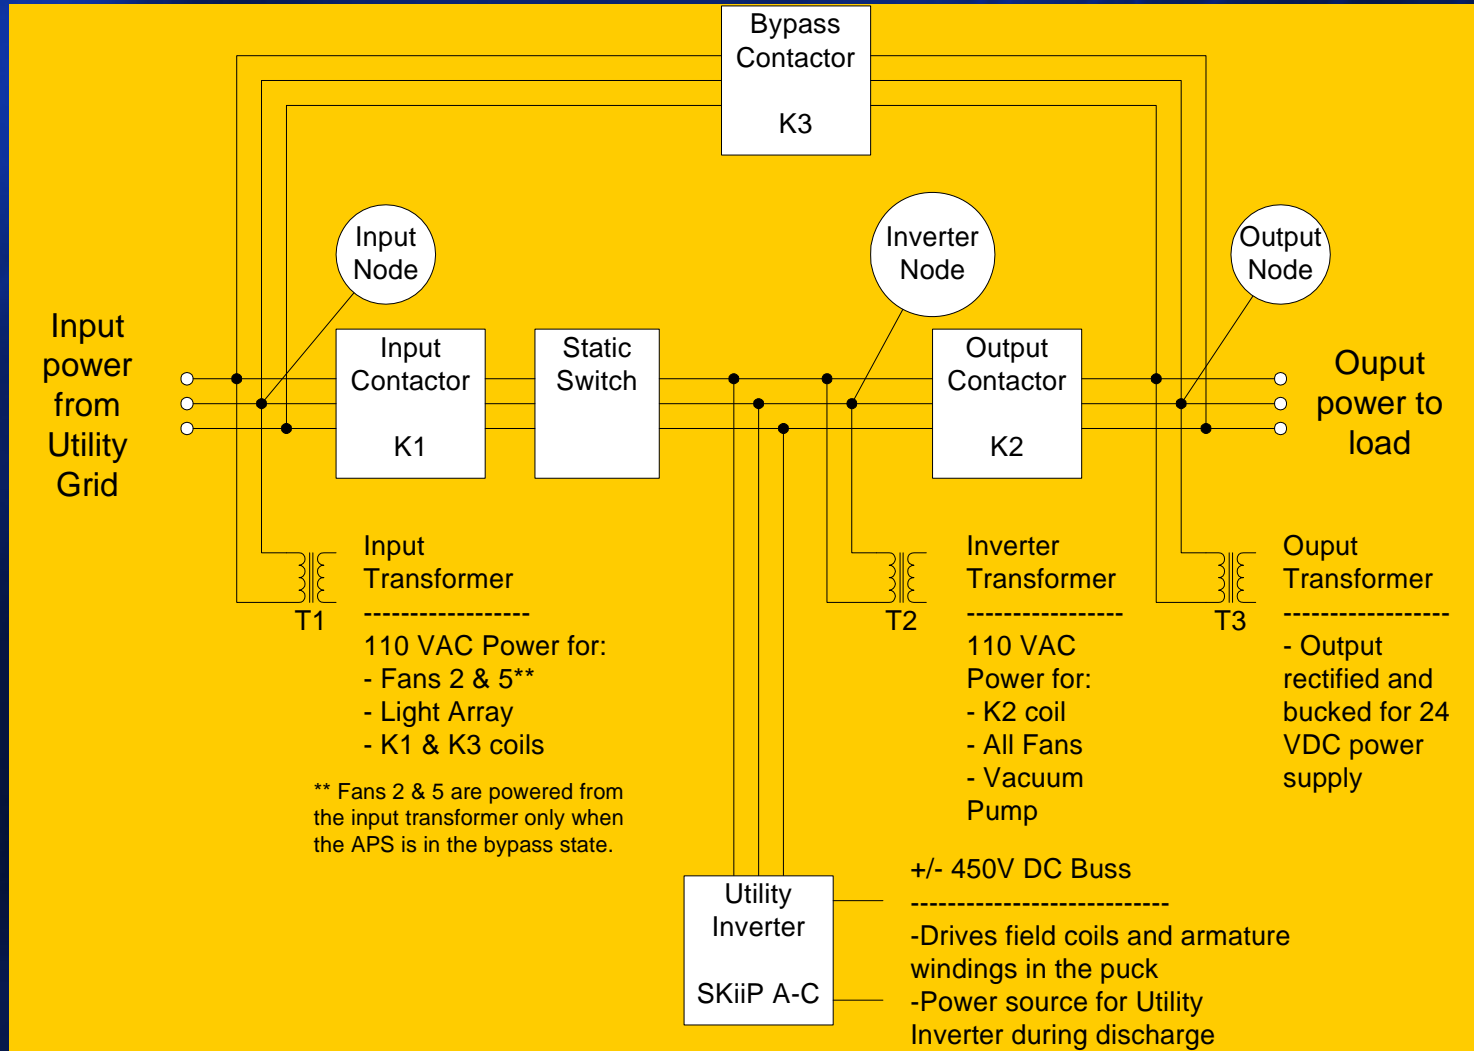 Bypass
Contactor
K3
Input
Node
Inverter
Node
Output
Node
Input
power
from
Utility
Grid
Input
Contactor
K1
Static
Switch
Output
Contactor
K2
Ouput
power to
load
T1
Input
Transformer
------------------
110 VAC Power for:
- Fans 2 & 5**
- Light Array
- K1 & K3 coils
** Fans 2 & 5 are powered from
the input transformer only when
the APS is in the bypass state.
T2
Inverter
Transformer
-----------------
110 VAC
Power for:
- K2 coil
- All Fans
- Vacuum
Pump
T3
Ouput
Transformer
------------------
- Output
rectified and
bucked for 24
VDC power
supply
Utility
Inverter
SKiiP A-C
+/- 450V DC Buss
----------------------------
-Drives field coils and armature
windings in the puck
-Power source for Utility
Inverter during discharge